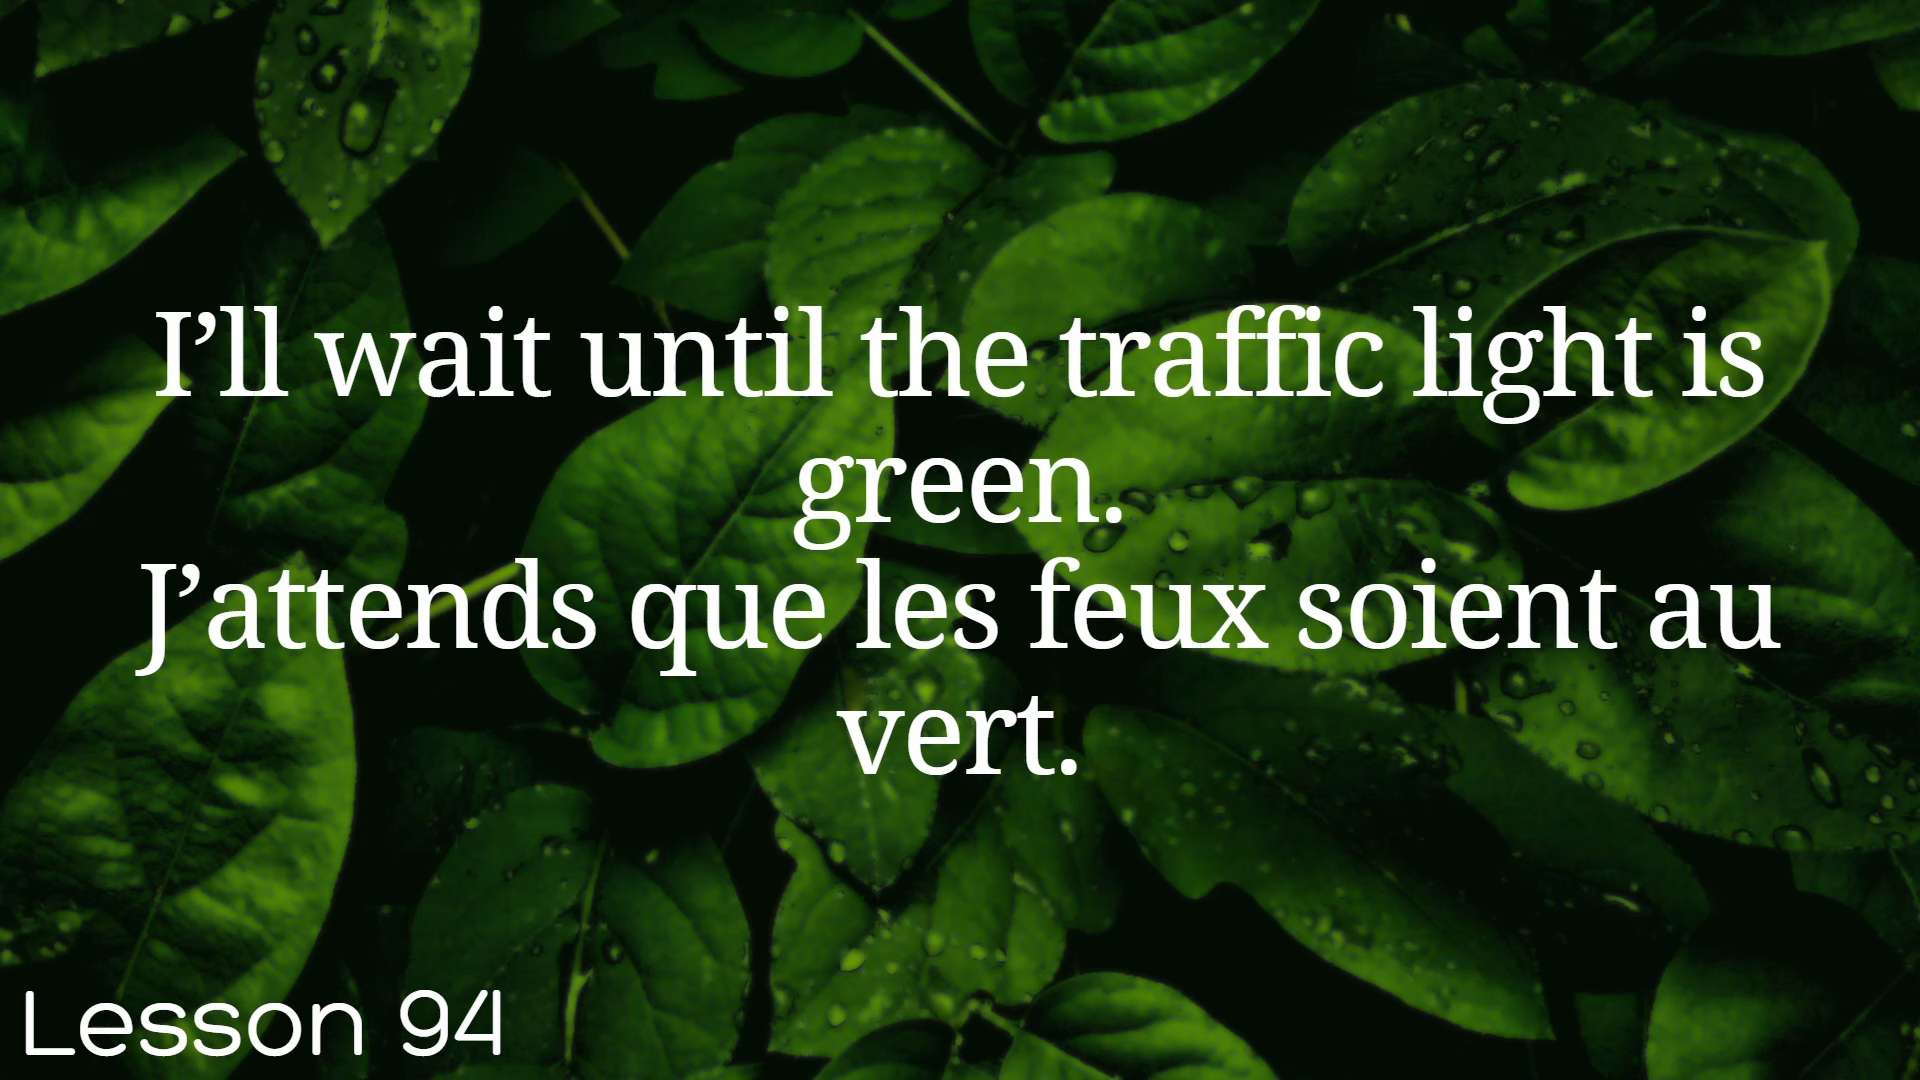 I’ll wait until the traffic light is
green.
J’attends que les feux soient au
vert.
Lesson 94